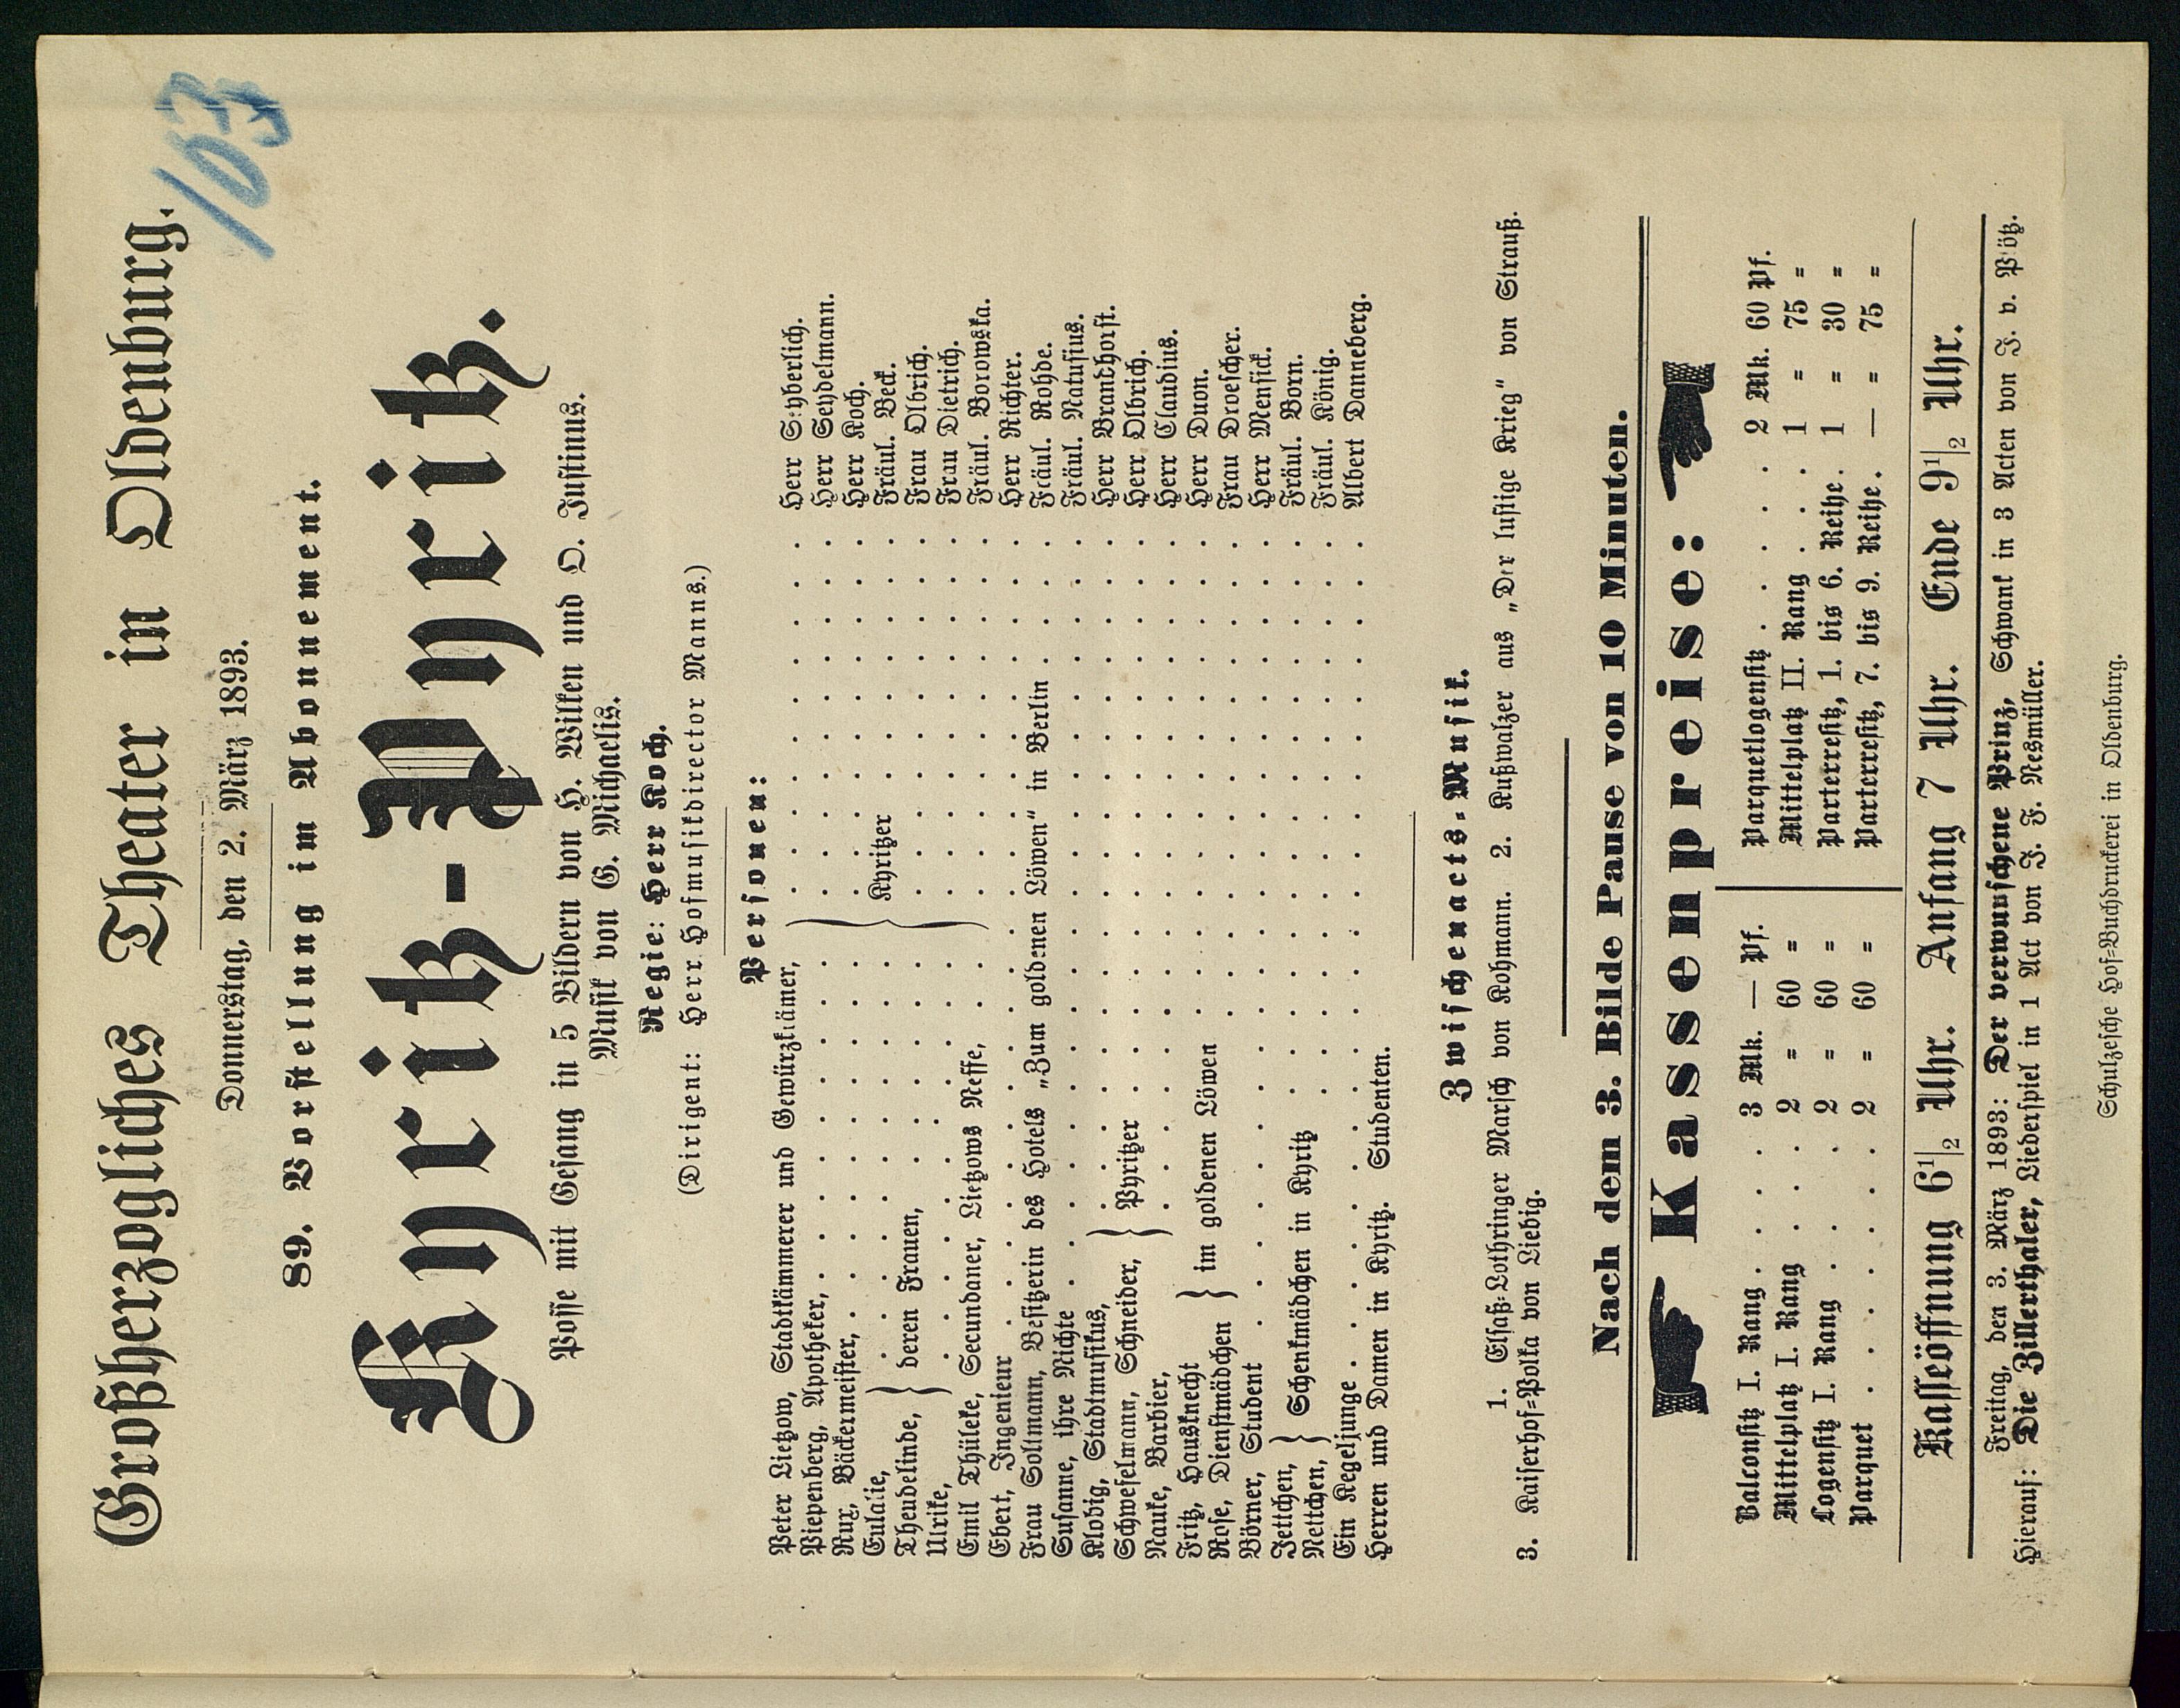 103
Großherzogliches Theater in Oldenburg.
Donnerstag, den 2. März 1893.
89. Vorstellung im Abonnement.
Kyritz-Pyritz.
Posse mit Gesang in 5 Bildern von H. Wilken und O. Justinus.
Musik von G. Michaelis.
Regie: Herr Koch.
(Dirigent: Herr Hofmusikdirector Manns.)
Personen:
Peter Lietzow, Stadtkämmerer und Gewürzkrämer, . . . Herr Seyberlich.
Piepenberg, Apotheker, . . . Herr Seydelmann.
Rux, Bäckermeister, . . . Herr Koch.
Eulalie, . . . Kyritzer . . . Fräul. Beck.
Theudelinde, } deren Frauen, . . . Frau Olbrich.
Ulrike, . . . Frau Dietrich.
Emil Thüleke, Secundaner, Lietzows Neffe, . . . Fräul. Borowska.
Ebert, Ingenieur . . . Herr Richter.
Frau Soltmann, Besitzerin des Hotels „Zum goldenen Löwen“ in Berlin . . . Fräul. Rohde.
Susanne, ihre Nichte . . . Fräul. Natusius.
Klobig, Stadtmusikus, . . . Herr Brandhorst.
Schwefelmann, Schneider, } Pyritzer . . . Herr Olbrich.
Nauke, Barbier, . . . Herr Claudius.
Fritz, Hausknecht } im goldenen Löwen . . . Herr Duon.
Rose, Dienstmädchen . . . Frau Droescher.
Börner, Student . . . Herr Mensick.
Jettchen, } Schenkmädchen in Kyritz . . . Fräul. Born.
Nettchen, . . . Fräul. König.
Ein Kegeljunge . . . Albert Danneberg.
Herren und Damen in Kyritz. Studenten.
Zwischenacts-Musik.
1. Elsaß-Lothringer Marsch von Kohmann. 2. Kußwalzer aus „Der lustige Krieg“ von Strauß.
3. Kaiserhof-Polka von Liebig.
Nach dem 3. Bilde Pause von 10 Minuten.
Kassenpreise:
Balconsitz I. Rang . . . . 3 Mk. — Pf.
Mittelplatz I. Rang . . . . 2 = 60 =
Logensitz I. Rang . . . . 2 = 60 =
Parquet . . . . . . 2 = 60 =
Parquetlogensitz . . . . . 2 Mk. 60 Pf.
Mittelplatz II. Rang . . . . 1 = 75 =
Parterresitz, 1. bis 6. Reihe . 1 = 30 =
Parterresitz, 7. bis 9. Reihe . — = 75 =
Kasseöffnung 6 1/2 Uhr. Anfang 7 Uhr. Ende 9 1/2 Uhr.
Freitag, den 3. März 1893: Der verwunschene Prinz, Schwank in 3 Acten von J. v. Plötz.
Hierauf: Die Zillerthaler, Liederspiel in 1 Act von J. F. Nesmüller.
Schulzesche Hof-Buchdruckerei in Oldenburg.